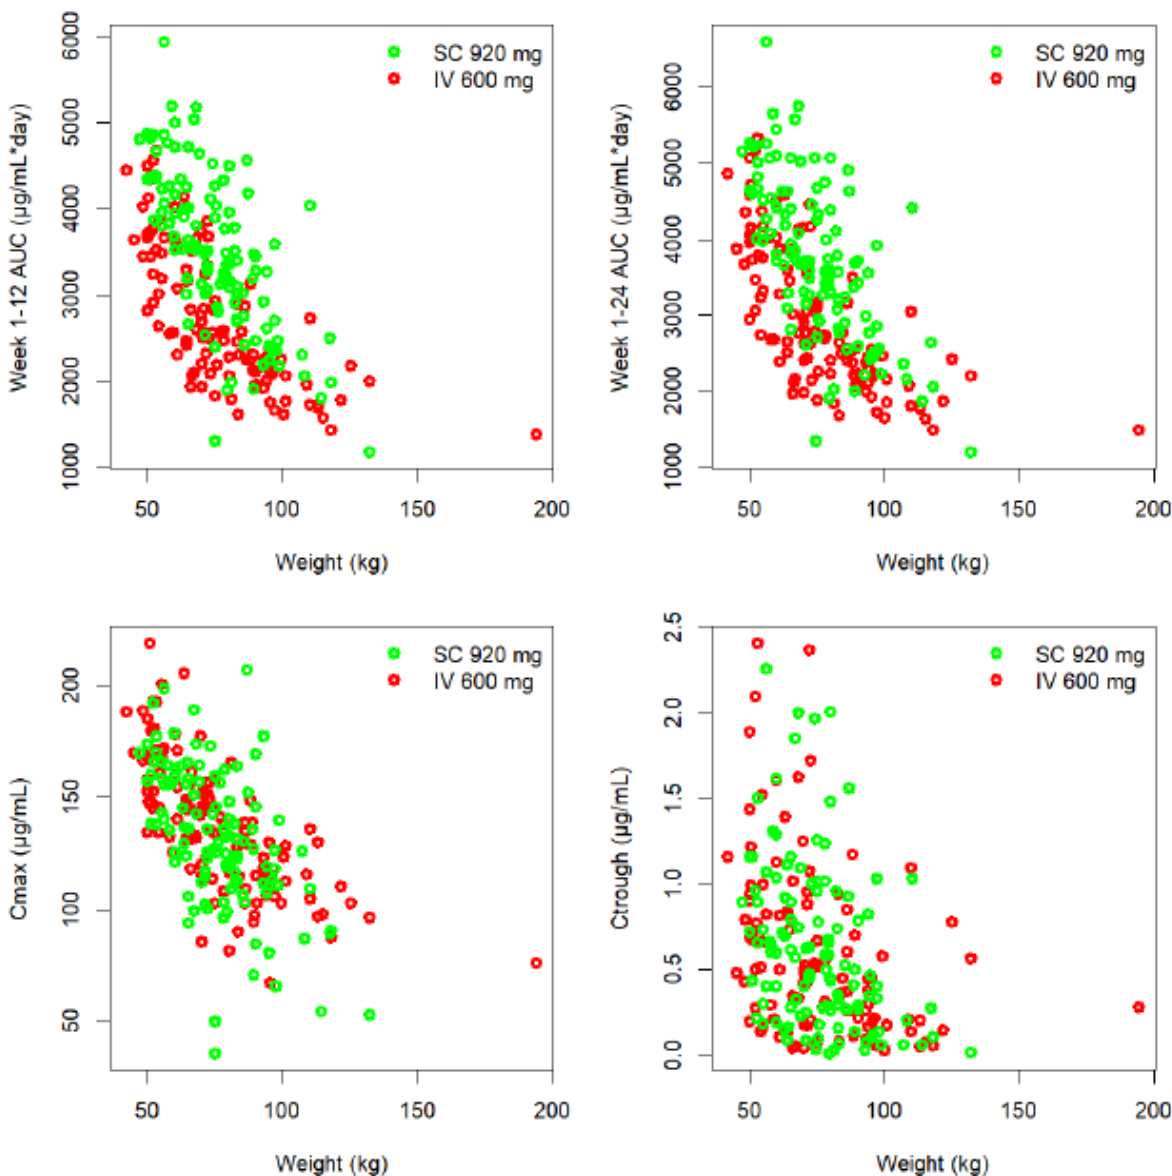 SC 920 mg
IV 600 mg
Week 1-12 AUC (µg/mL*day)
6000
5000
4000
3000
2000
1000
50
100
150
200
Weight (kg)
SC 920 mg
IV 600 mg
Week 1-24 AUC (µg/mL*day)
6000
5000
4000
3000
2000
1000
50
100
150
200
Weight (kg)
SC 920 mg
IV 600 mg
Cmax (µg/mL)
200
150
100
50
50
100
150
200
Weight (kg)
SC 920 mg
IV 600 mg
Ctrough (µg/mL)
2.5
2.0
1.5
1.0
0.5
0.0
50
100
150
200
Weight (kg)